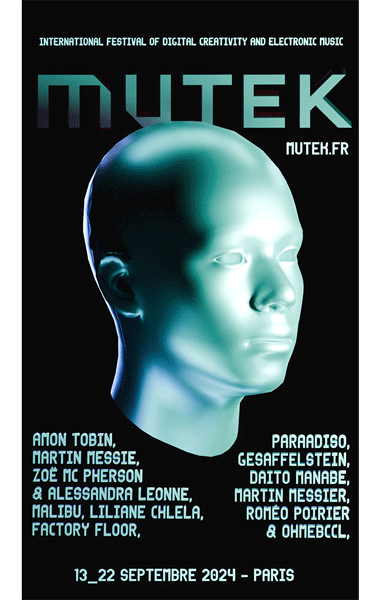 INTERNATIONAL FESTIVAL OF DIGITAL CREATIVITY AND ELECTRONIC MUSIC
MUTEK
MUTEK.FR
AMON TOBIN,
MARTIN MESSIE,
ZOË MC PHERSON
& ALESSANDRA LEONNE,
MALIBU, LILIANE CHLELA,
FACTORY FLOOR,
PARAADISO,
GESAFFELSTEIN,
DAITO MANABE,
MARTIN MESSIER,
ROMÉO POIRIER
& OHMEBCCL,
13_22 SEPTEMBRE 2024 - PARIS